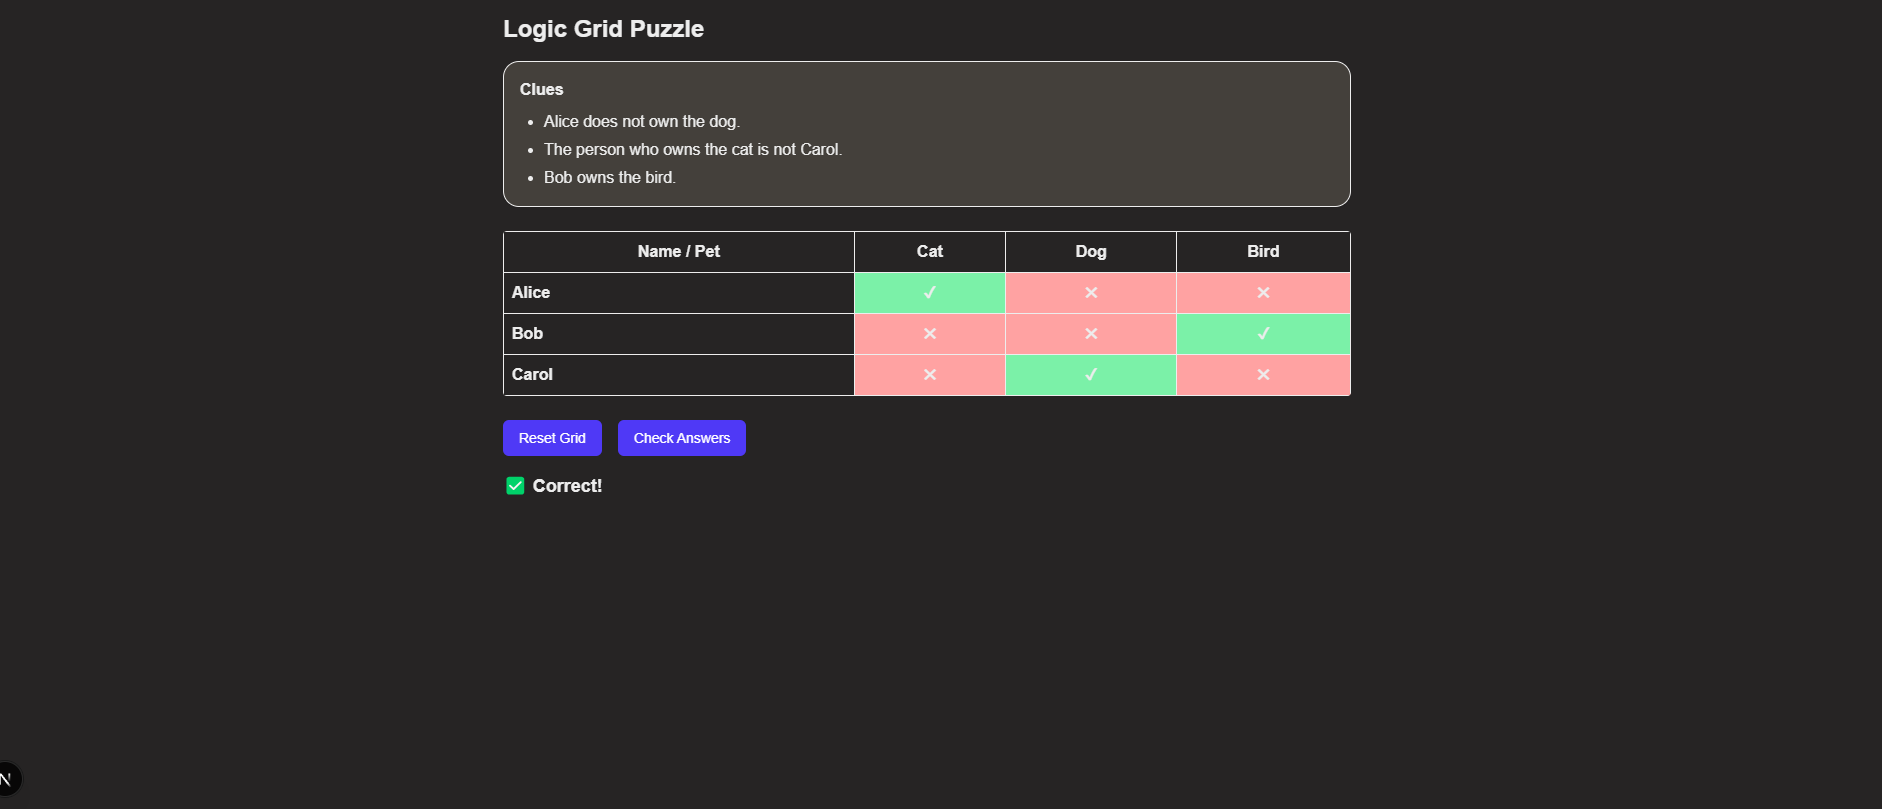 Logic Grid Puzzle
Clues
• Alice does not own the dog.
• The person who owns the cat is not Carol.
• Bob owns the bird.
Name / Pet Cat Dog Bird
Alice ✓ ✕ ✕
Bob ✕ ✕ ✓
Carol ✕ ✓ ✕
Reset Grid Check Answers
✅ Correct!
N